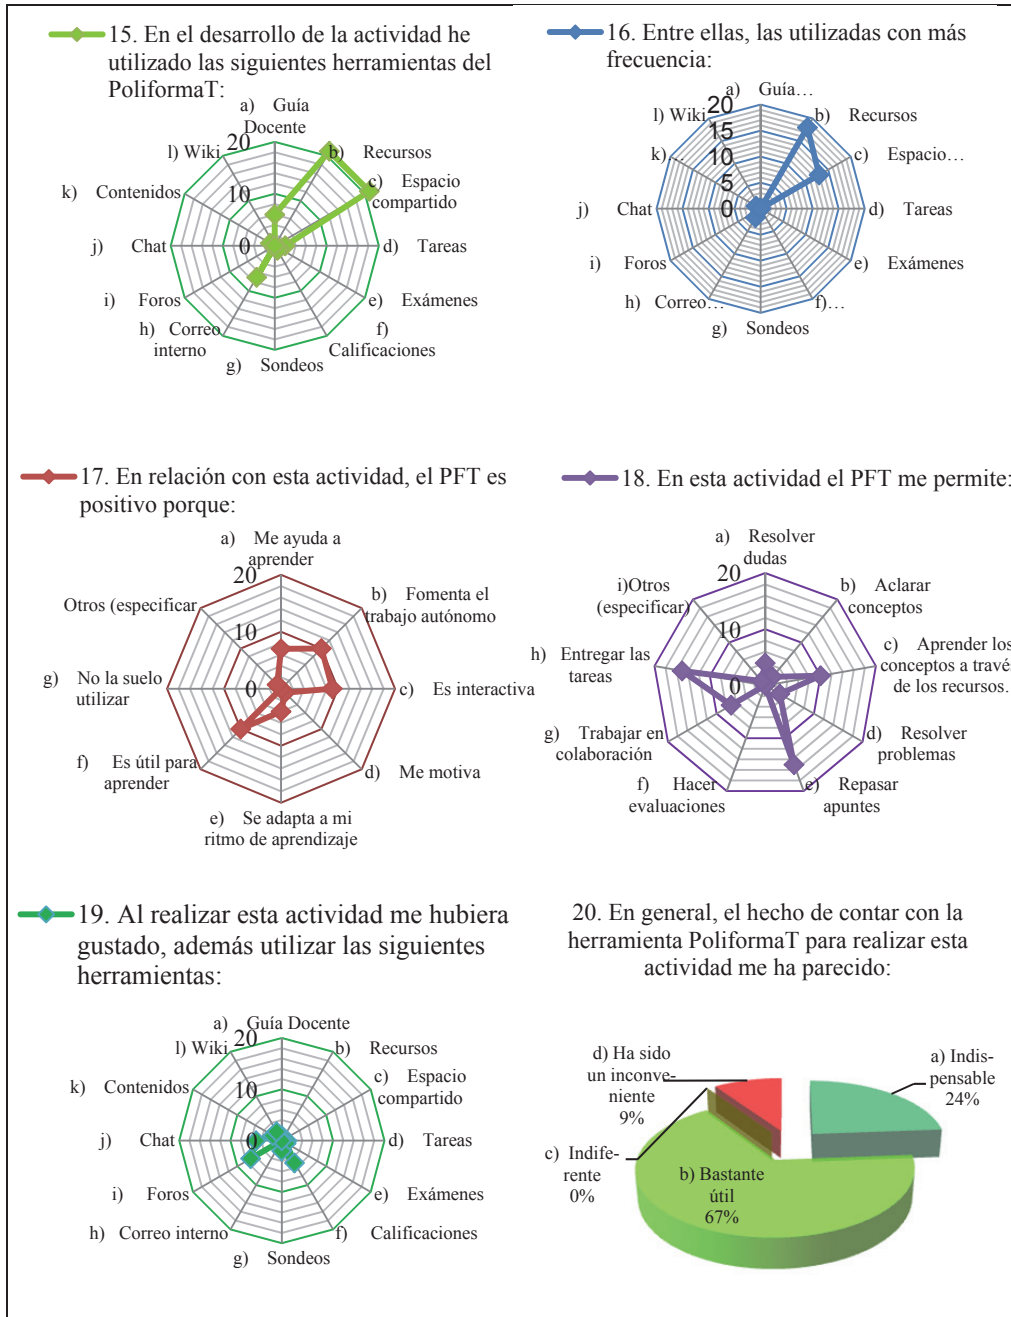 15. En el desarrollo de la actividad he
utilizado las siguientes herramientas del
PoliformaT:
a) Guía
Docente
b) Recursos
c) Espacio
compartido
d) Tareas
e) Exámenes
f)
Calificaciones
g) Sondeos
h) Correo
interno
i) Foros
j) Chat
k) Contenidos
l) Wiki
20
10
0
16. Entre ellas, las utilizadas con más
frecuencia:
a) Guía…
b) Recursos
c) Espacio…
d) Tareas
e) Exámenes
f)…
g) Sondeos
h) Correo…
i) Foros
j) Chat
k)…
l) Wiki
20
15
10
5
0
17. En relación con esta actividad, el PFT es
positivo porque:
a) Me ayuda a
aprender
b) Fomenta el
trabajo autónomo
c) Es interactiva
d) Me motiva
e) Se adapta a mi
ritmo de aprendizaje
f) Es útil para
aprender
g) No la suelo
utilizar
Otros (especificar
20
10
0
18. En esta actividad el PFT me permite:
a) Resolver
dudas
b) Aclarar
conceptos
c) Aprender los
conceptos a través
de los recursos…
d) Resolver
problemas
e) Repasar
apuntes
f) Hacer
evaluaciones
g) Trabajar en
colaboración
h) Entregar las
tareas
i)Otros
(especificar)
20
10
0
19. Al realizar esta actividad me hubiera
gustado, además utilizar las siguientes
herramientas:
a) Guía Docente
b) Recursos
c) Espacio
compartido
d) Tareas
e) Exámenes
f) Calificaciones
g) Sondeos
h) Correo interno
i) Foros
j) Chat
k) Contenidos
l) Wiki
20
10
0
20. En general, el hecho de contar con la
herramienta PoliformaT para realizar esta
actividad me ha parecido:
a) Indis-
pensable
24%
b) Bastante
útil
67%
c) Indife-
rente
0%
d) Ha sido
un inconve-
niente
9%